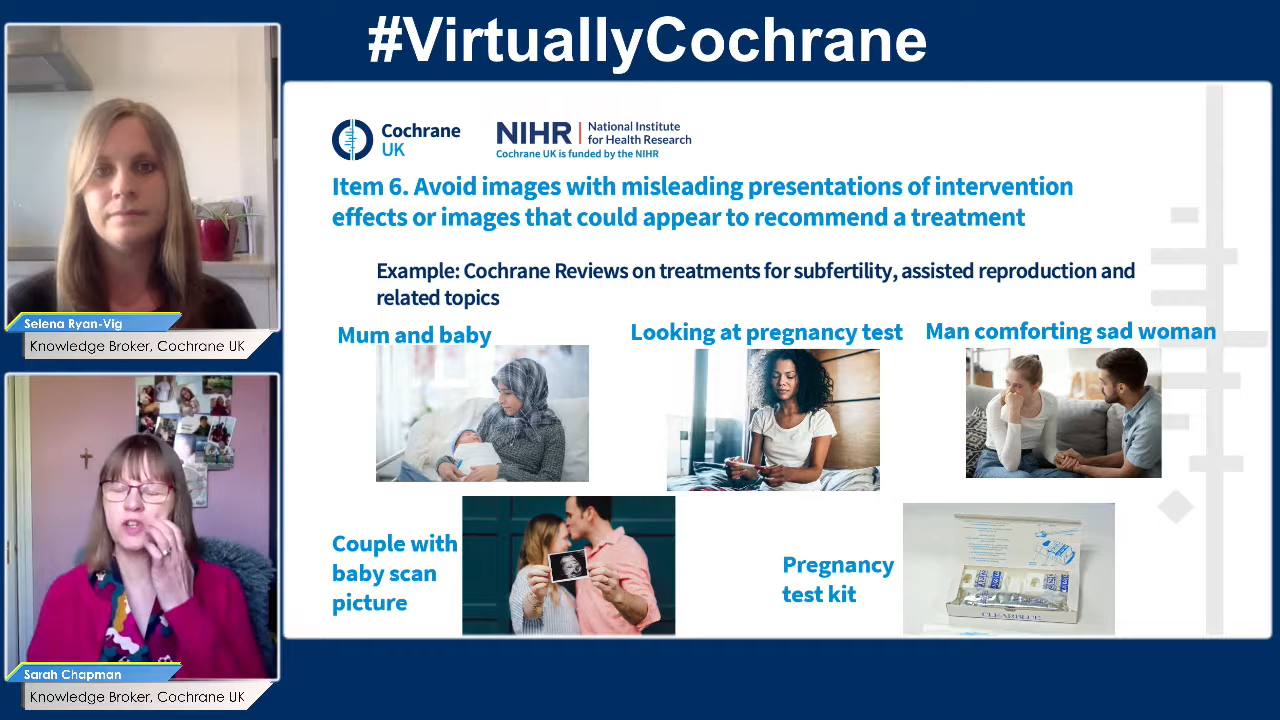 #VirtuallyCochrane
Cochrane
UK
NIHR
National Institute
for Health Research
Cochrane UK is funded by the NIHR
Item 6. Avoid images with misleading presentations of intervention
effects or images that could appear to recommend a treatment
Example: Cochrane Reviews on treatments for subfertility, assisted reproduction and
related topics
Mum and baby
Looking at pregnancy test
Man comforting sad woman
Couple with
baby scan
picture
Pregnancy
test kit
CLEARBLUE
Selena Ryan-Vig
Knowledge Broker, Cochrane UK
Sarah Chapman
Knowledge Broker, Cochrane UK